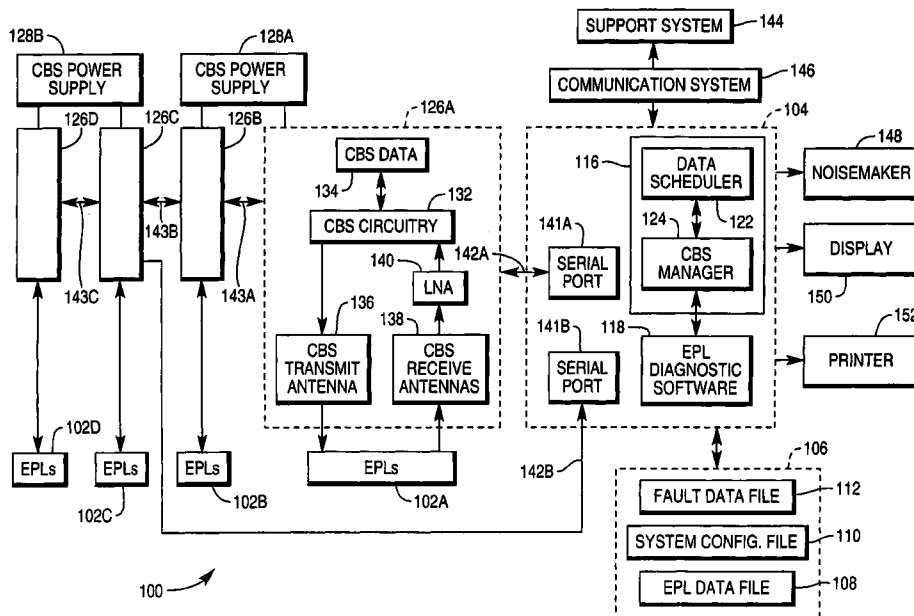 SUPPORT SYSTEM
144
COMMUNICATION SYSTEM
146
128B
CBS POWER
SUPPLY
128A
CBS POWER
SUPPLY
126D
126C
126B
126A
104
143C
143B
143A
CBS DATA
134
132
CBS CIRCUITRY
142A
140
LNA
136
CBS
TRANSMIT
ANTENNA
138
CBS
RECEIVE
ANTENNAS
141A
SERIAL
PORT
141B
SERIAL
PORT
116
DATA
SCHEDULER
122
124
CBS
MANAGER
118
EPL
DIAGNOSTIC
SOFTWARE
148
NOISEMAKER
DISPLAY
150
152
PRINTER
102D
EPLs
EPLs
102C
EPLs
102B
EPLs
102A
142B
106
FAULT DATA FILE
112
SYSTEM CONFIG. FILE
110
EPL DATA FILE
108
100